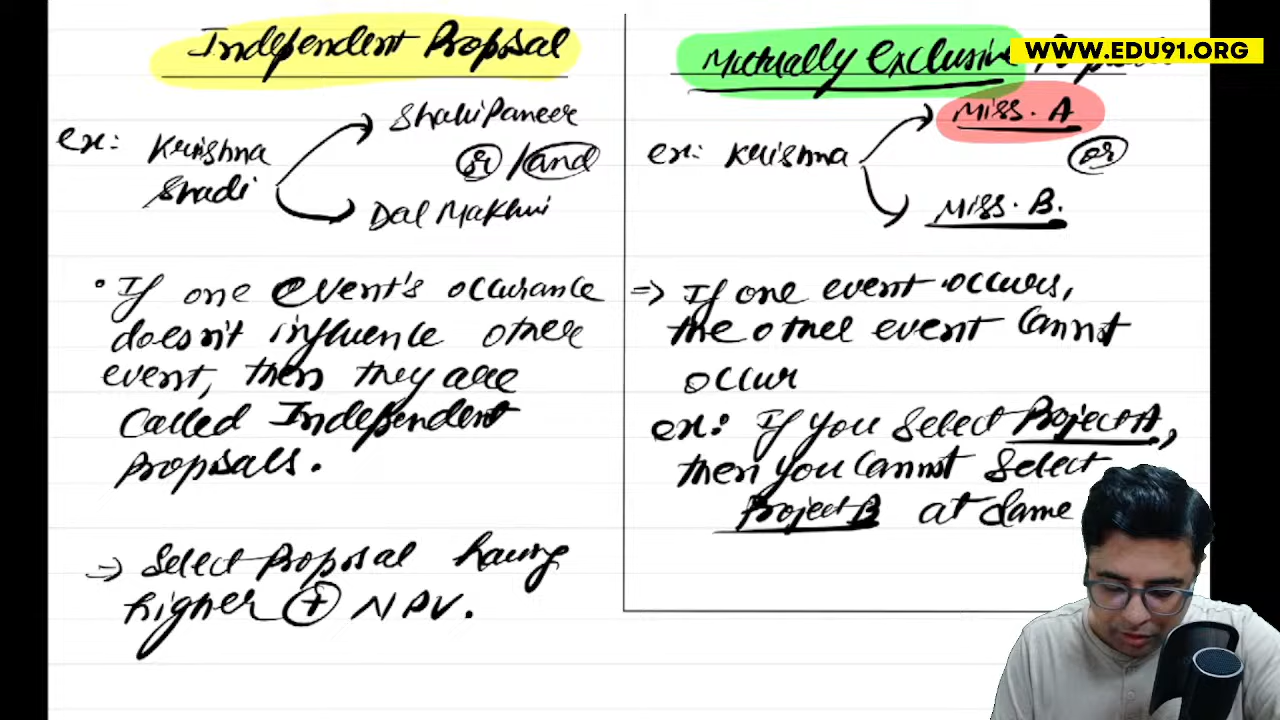 Independent Proposal
ex: Krishna Shadi
Shahi Paneer
or / and
Dal Makhni
• If one event's occurance
doesn't influence other
event, then they are
called Independent
proposals.
⇒ Select Proposal having
higher + NPV.
Mutually Exclusive
WWW.EDU91.ORG
ex: Krishna
Miss. A
or
Miss. B.
⇒ If one event occurs,
the other event cannot
occur
ex: If you select Project A,
then you cannot select
Project B at same